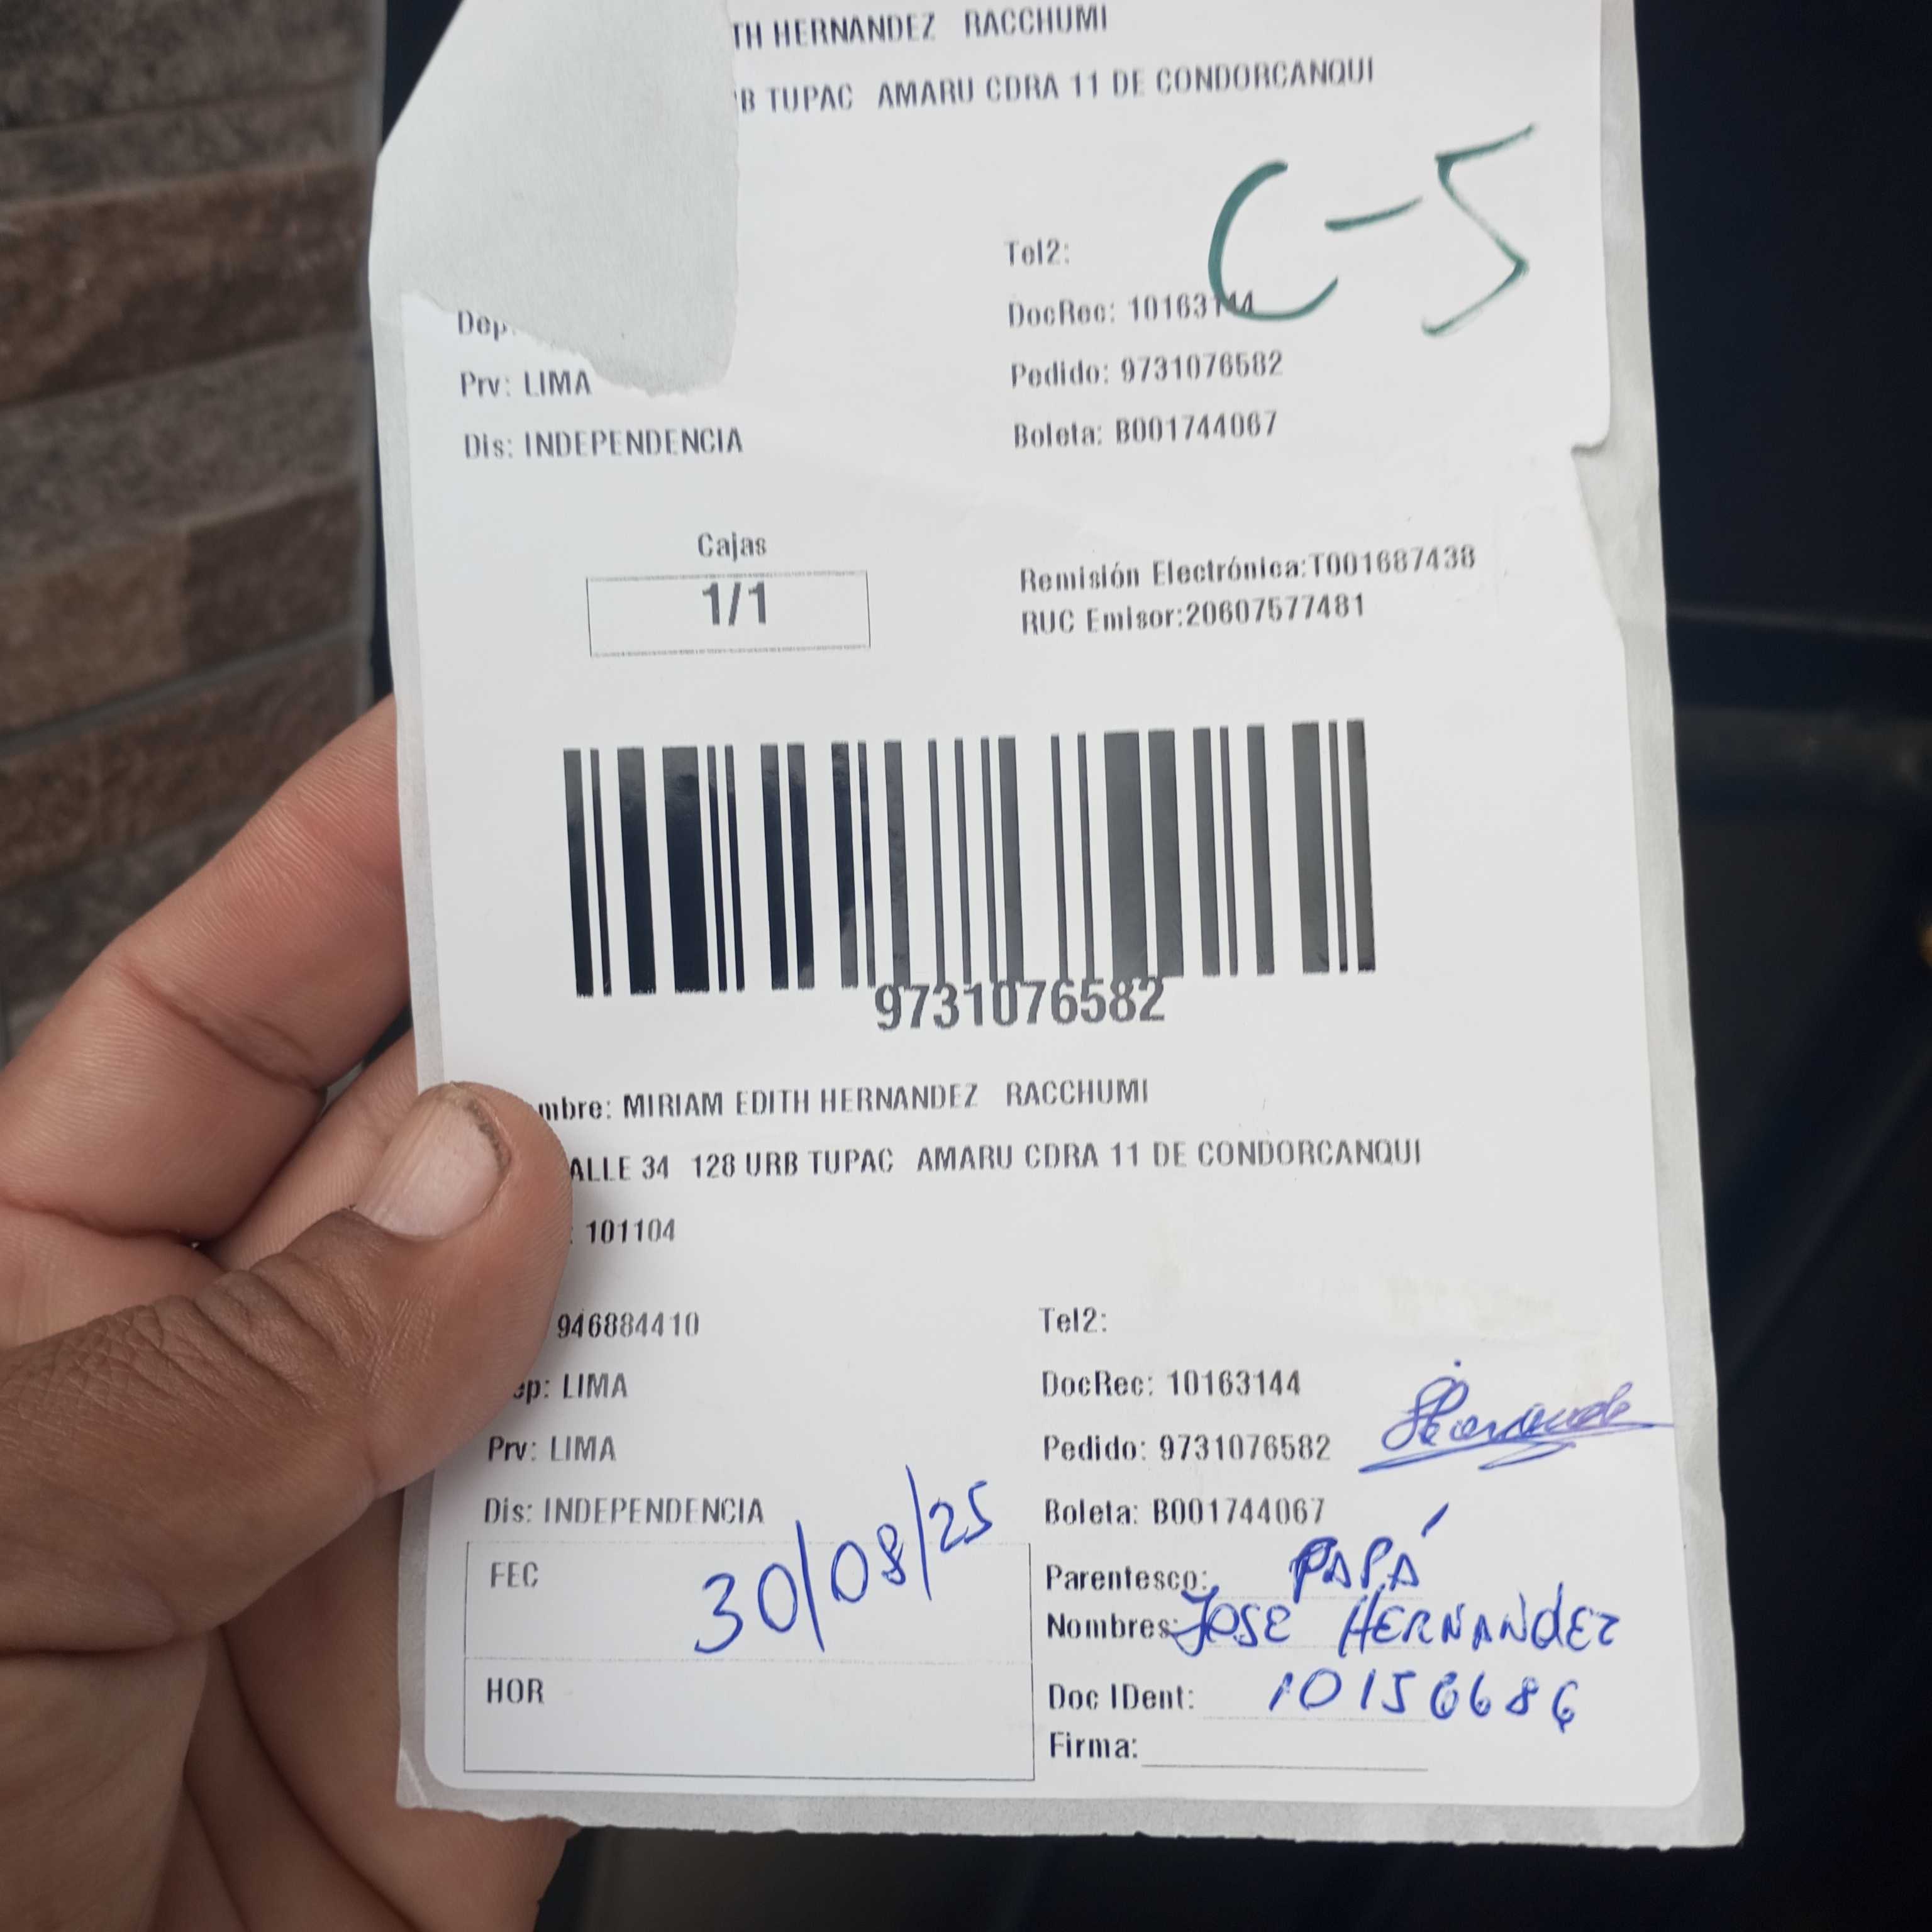 TH HERNANDEZ RACCHUMI
B TUPAC AMARU CDRA 11 DE CONDORCANQUI
C-5
Tel2:
Dep:
DocRec: 10163144
Prv: LIMA
Pedido: 9731076582
Dis: INDEPENDENCIA
Boleta: B001744067
Cajas
1/1
Remisión Electrónica:T001687438
RUC Emisor:20607577481
9731076582
mbre: MIRIAM EDITH HERNANDEZ RACCHUMI
ALLE 34 128 URB TUPAC AMARU CDRA 11 DE CONDORCANQUI
: 101104
946884410
Tel2:
ep: LIMA
DocRec: 10163144
Prv: LIMA
Pedido: 9731076582
Dis: INDEPENDENCIA
Boleta: B001744067
FEC 30/08/25
Parentesco: PAPÁ
Nombres: JOSE HERNANDEZ
HOR
Doc IDent: 10156686
Firma: